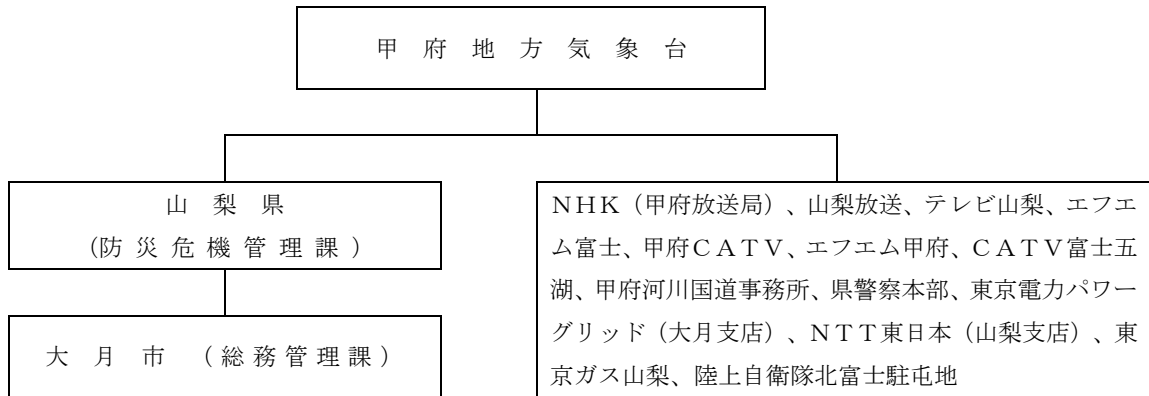 甲府地方気象台
山梨県
(防災危機管理課)
大月市 (総務管理課)
NHK(甲府放送局)、山梨放送、テレビ山梨、エフエ
ム富士、甲府CATV、エフエム甲府、CATV富士五
湖、甲府河川国道事務所、県警察本部、東京電力パワー
グリッド(大月支店)、NTT東日本(山梨支店)、東
京ガス山梨、陸上自衛隊北富士駐屯地